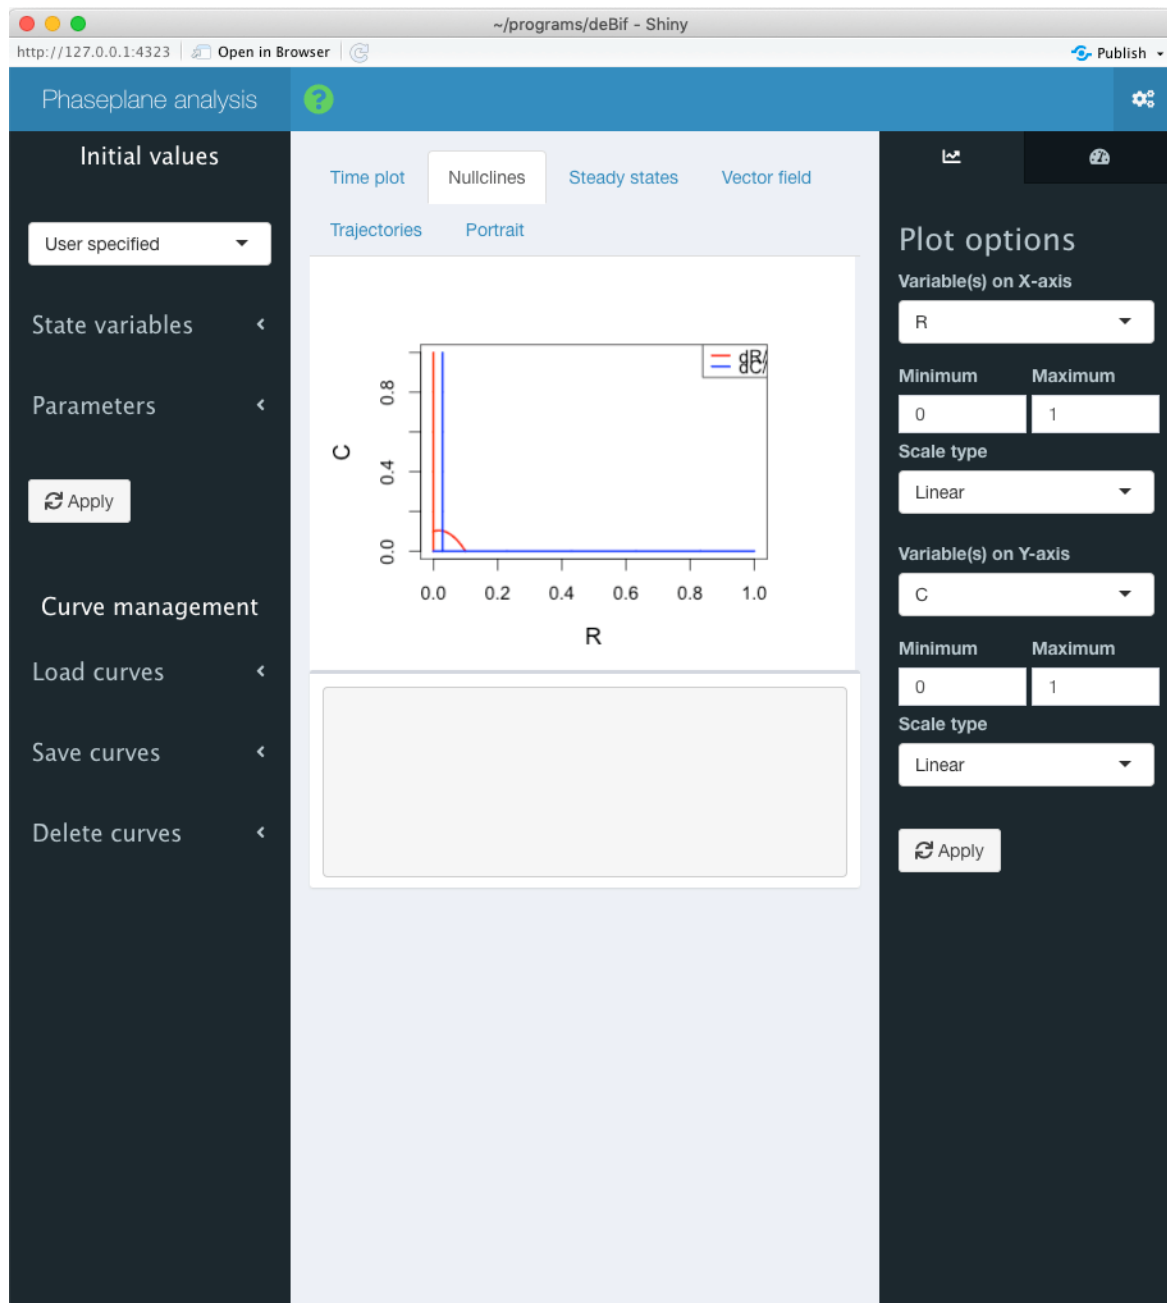 ~/programs/deBif - Shiny
http://127.0.0.1:4323 Open in Browser Publish
Phaseplane analysis ?
Initial values
User specified
State variables
Parameters
Apply
Curve management
Load curves
Save curves
Delete curves
Time plot Nullclines Steady states Vector field
Trajectories Portrait
dR/
dC/
C
0.0 0.4 0.8
0.0 0.2 0.4 0.6 0.8 1.0
R
Plot options
Variable(s) on X-axis
R
Minimum Maximum
0 1
Scale type
Linear
Variable(s) on Y-axis
C
Minimum Maximum
0 1
Scale type
Linear
Apply